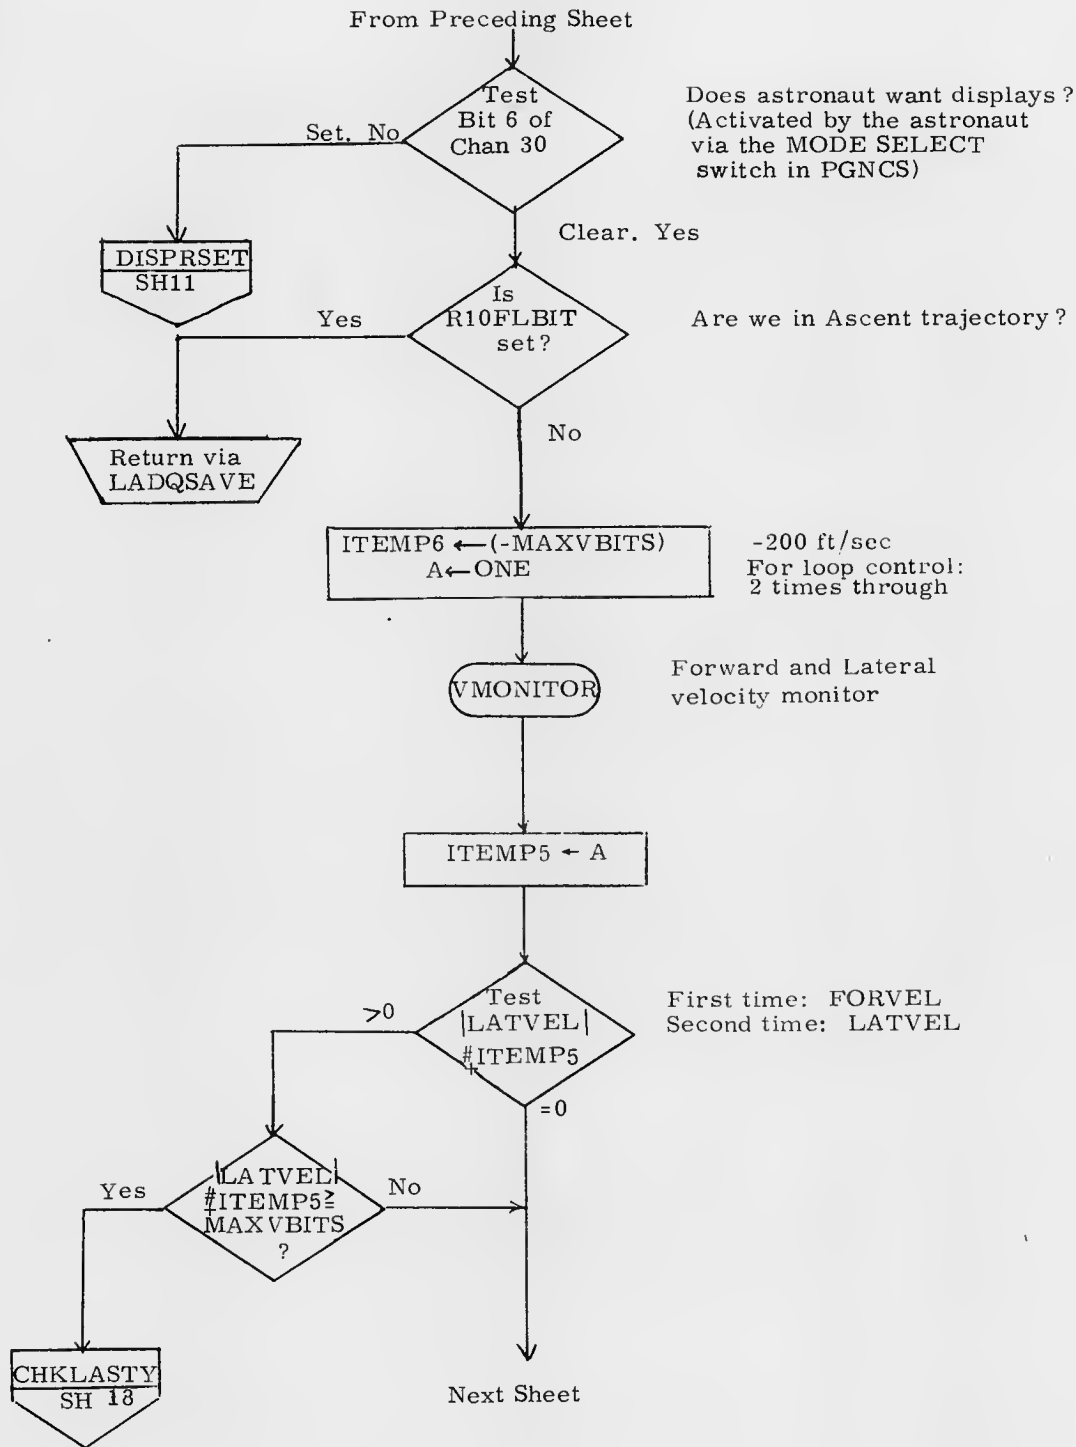 From Preceding Sheet
Test
Bit 6 of
Chan 30
Does astronaut want displays ?
(Activated by the astronaut
via the MODE SELECT
switch in PGNCS)
Set. No
Clear. Yes
DISPRSET
SH11
Is
R10FLBIT
set?
Yes
Are we in Ascent trajectory ?
No
Return via
LADQSAVE
ITEMP6 ← (-MAXVBITS)
A ← ONE
-200 ft/sec
For loop control:
2 times through
VMONITOR
Forward and Lateral
velocity monitor
ITEMP5 ← A
Test
|LATVEL|
#+ITEMP5
>0
=0
First time: FORVEL
Second time: LATVEL
|LATVEL|
#+ITEMP5≥
MAXVBITS
?
Yes
No
CHKLASTY
SH 18
Next Sheet